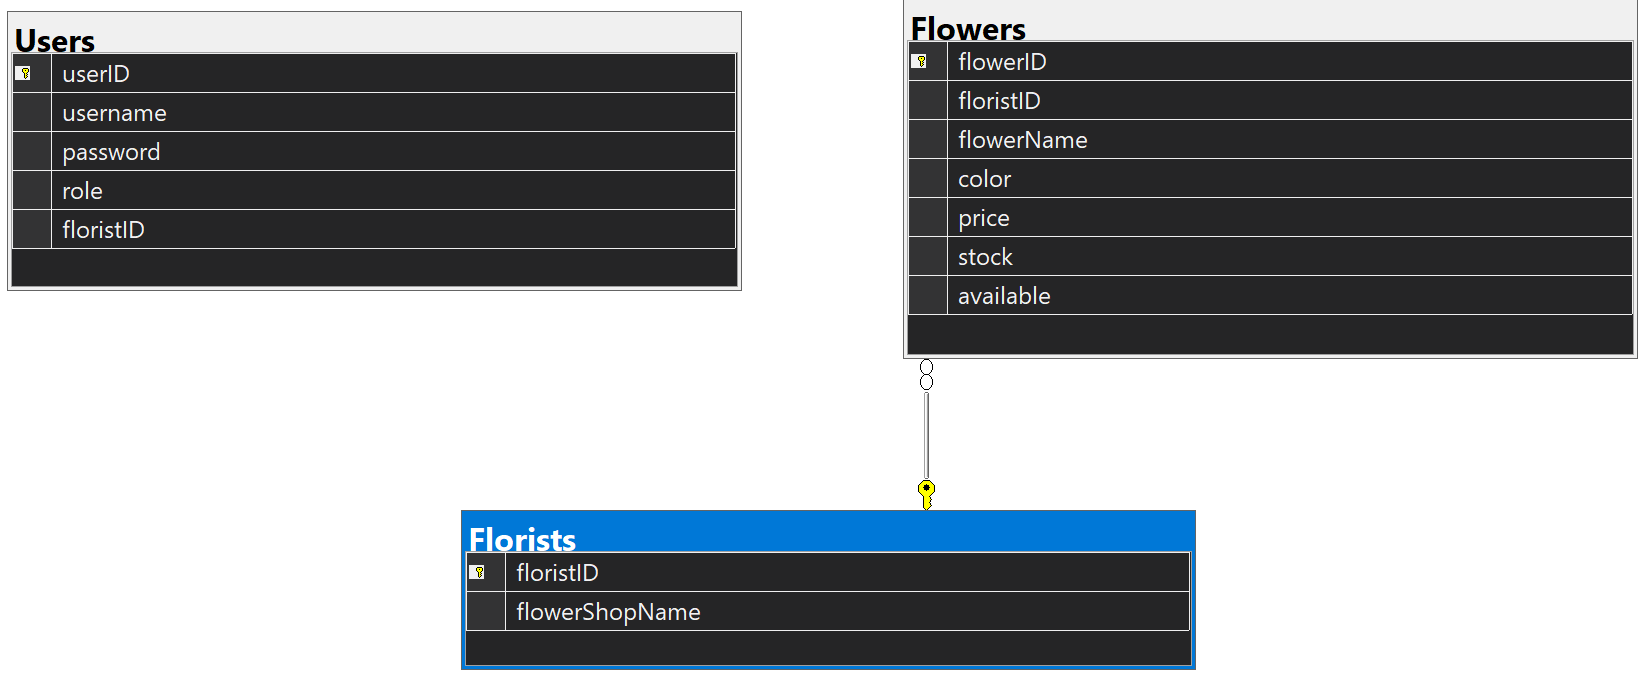 Users
userID
username
password
role
floristID
Flowers
flowerID
floristID
flowerName
color
price
stock
available
Florists
floristID
flowerShopName